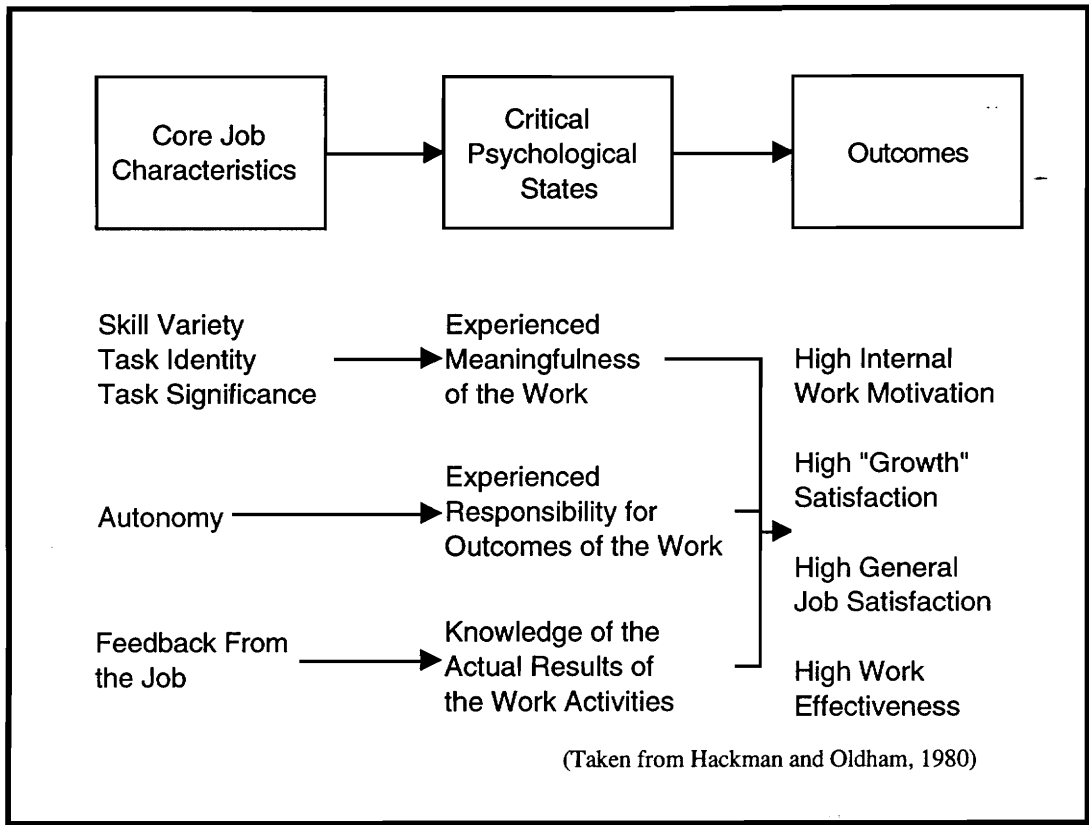 Core Job
Characteristics
Critical
Psychological
States
Outcomes
Skill Variety
Task Identity
Task Significance
Experienced
Meaningfulness
of the Work
Autonomy
Experienced
Responsibility for
Outcomes of the Work
Feedback From
the Job
Knowledge of the
Actual Results of
the Work Activities
High Internal
Work Motivation
High "Growth"
Satisfaction
High General
Job Satisfaction
High Work
Effectiveness
(Taken from Hackman and Oldham, 1980)